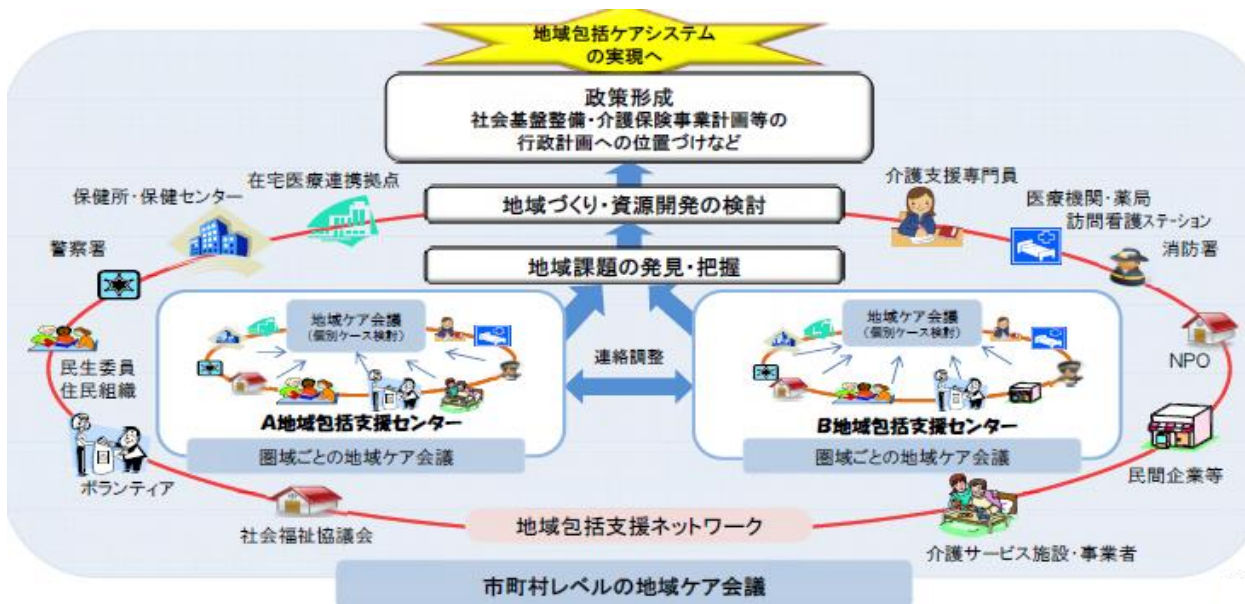 地域包括ケアシステム
の実現へ
政策形成
社会基盤整備・介護保険事業計画等の
行政計画への位置づけなど
地域づくり・資源開発の検討
地域課題の発見・把握
在宅医療連携拠点
保健所・保健センター
警察署
民生委員
住民組織
ボランティア
社会福祉協議会
介護支援専門員
医療機関・薬局
訪問看護ステーション
消防署
NPO
民間企業等
介護サービス施設・事業者
地域ケア会議
(個別ケース検討)
A地域包括支援センター
圏域ごとの地域ケア会議
連絡調整
地域ケア会議
(個別ケース検討)
B地域包括支援センター
圏域ごとの地域ケア会議
地域包括支援ネットワーク
市町村レベルの地域ケア会議